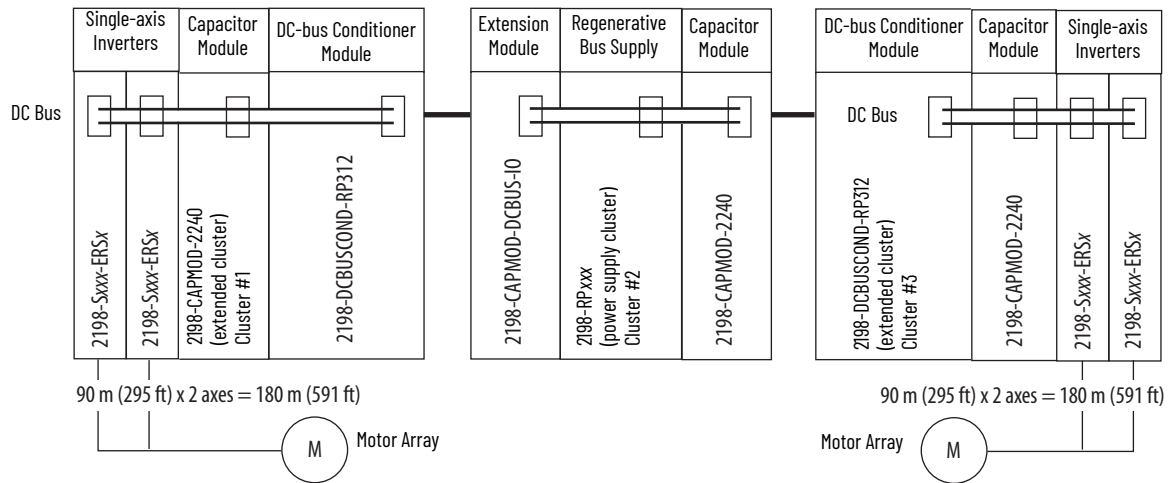 Single-axis
Inverters
Capacitor
Module
DC-bus Conditioner
Module
Extension
Module
Regenerative
Bus Supply
Capacitor
Module
DC-bus Conditioner
Module
Capacitor
Module
Single-axis
Inverters
DC Bus
DC Bus
2198-Sxxx-ERSx
2198-Sxxx-ERSx
2198-CAPMOD-2240
(extended cluster)
Cluster #1
2198-DCBUSCOND-RP312
2198-CAPMOD-DCBUS-IO
2198-RPxxx
(power supply cluster)
Cluster #2
2198-CAPMOD-2240
2198-DCBUSCOND-RP312
(extended cluster)
Cluster #3
2198-CAPMOD-2240
2198-Sxxx-ERSx
2198-Sxxx-ERSx
90 m (295 ft) x 2 axes = 180 m (591 ft)
90 m (295 ft) x 2 axes = 180 m (591 ft)
M
Motor Array
Motor Array
M